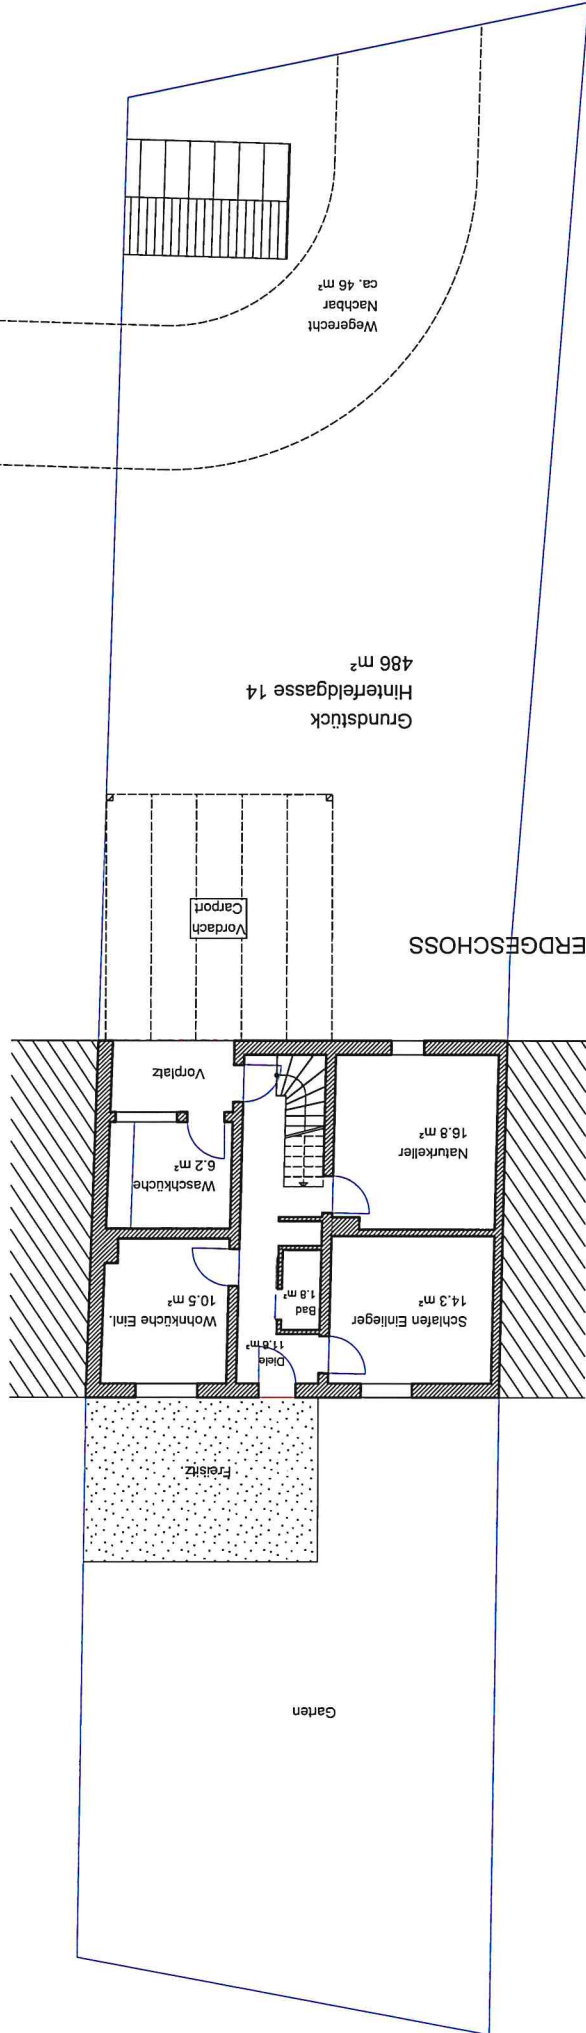 Garten
Freisitz
Diele
11.6 m²
Schlafen Einlieger
14.3 m²
Bad
1.8 m²
Wohnküche Einl.
10.5 m²
Naturkeller
16.8 m²
Waschküche
6.2 m²
Vorplatz
ERDGESCHOSS
Vordach
Carport
Grundstück
Hinterfeldgasse 14
486 m²
Wegerecht
Nachbar
ca. 46 m²